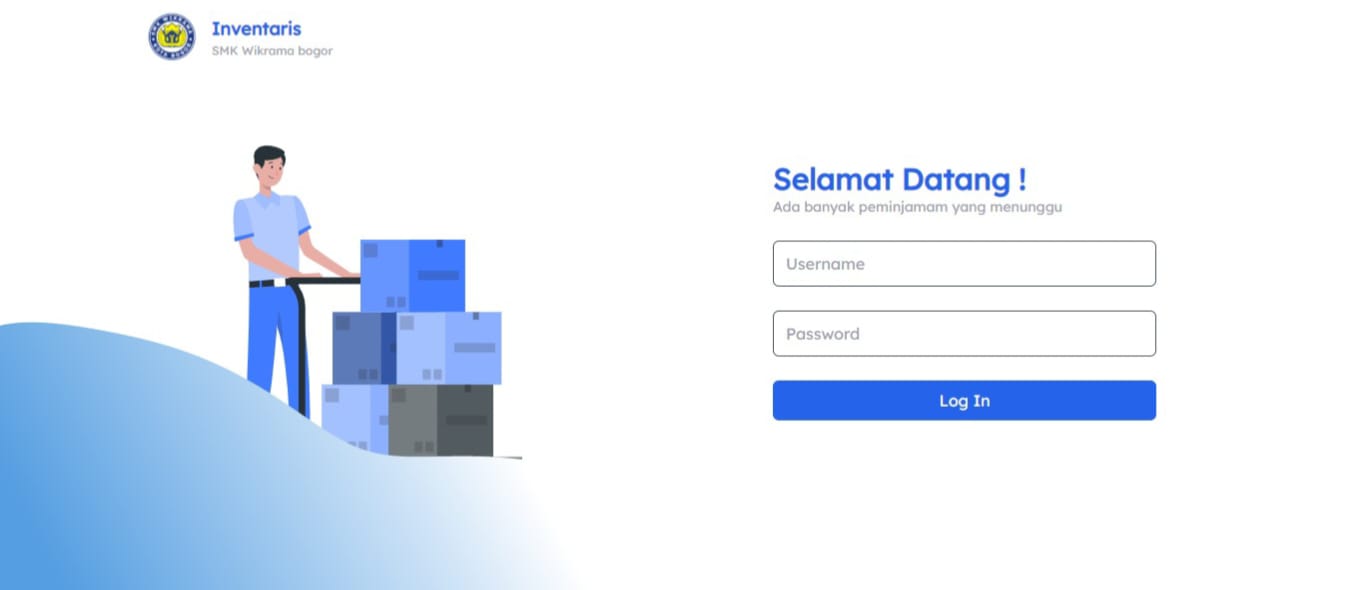 Inventaris
SMK Wikrama bogor
Selamat Datang !
Ada banyak peminjamam yang menunggu
Username
Password
Log In